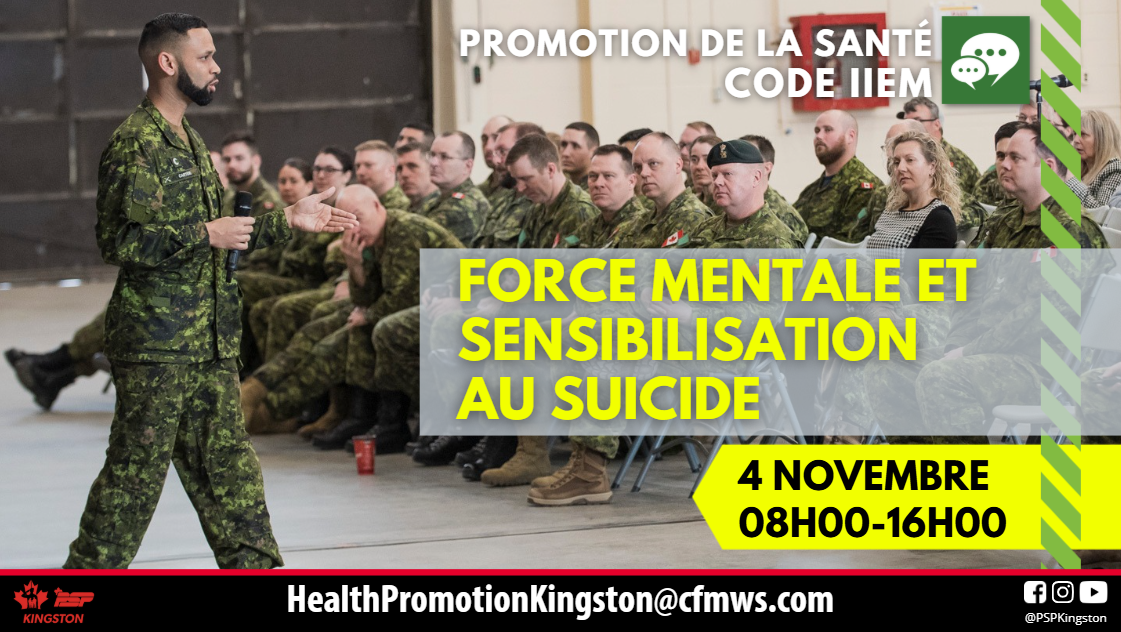 PROMOTION DE LA SANTÉ
CODE IIEM
FORCE MENTALE ET
SENSIBILISATION
AU SUICIDE
4 NOVEMBRE
08H00-16H00
PSP
KINGSTON
HealthPromotionKingston@cfmws.com
@PSPKingston